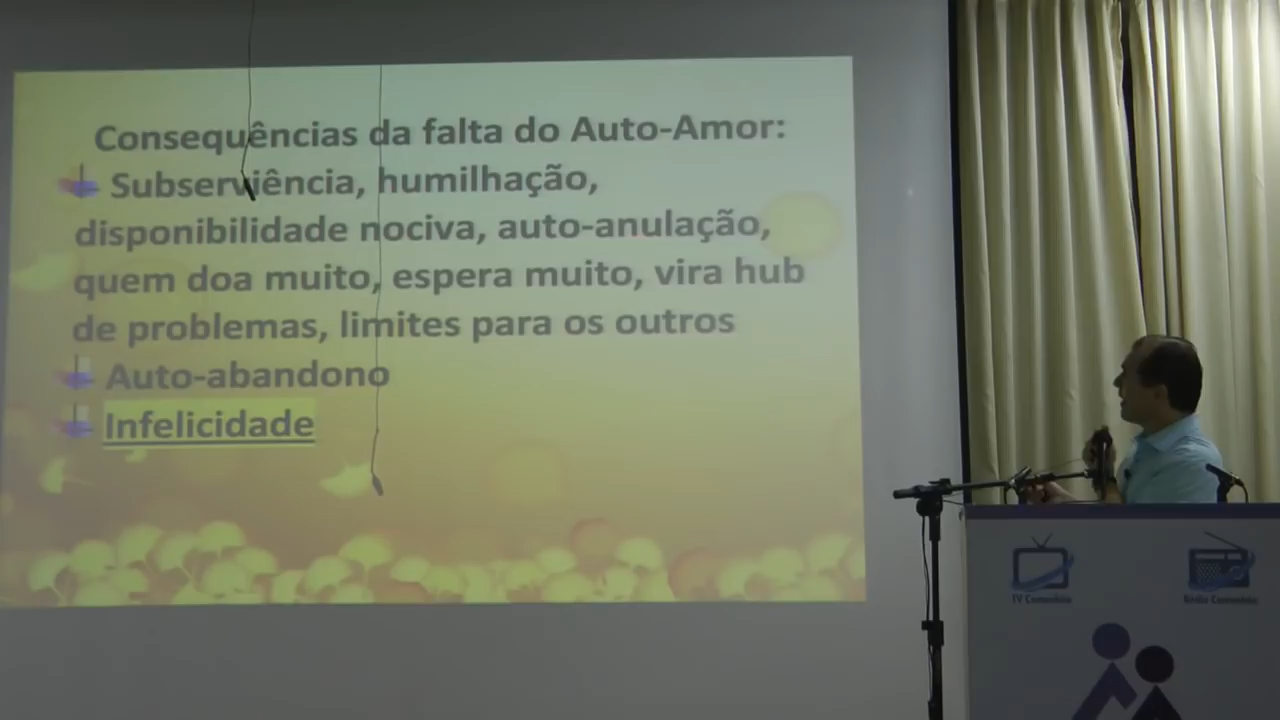 Consequências da falta do Auto-Amor:
Subserviência, humilhação,
disponibilidade nociva, auto-anulação,
quem doa muito, espera muito, vira hub
de problemas, limites para os outros
Auto-abandono
Infelicidade
TV Comunhão
Rádio Comunhão